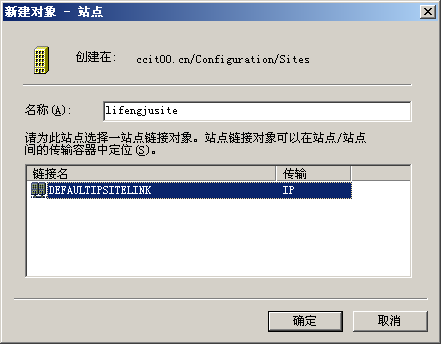 新建对象 - 站点
创建在: ccit00.cn/Configuration/Sites
名称(A): lifengjusite
请为此站点选择一站点链接对象。站点链接对象可以在站点/站点
间的传输容器中定位(S)。
链接名 传输
DEFAULTIPSITELINK IP
确定 取消